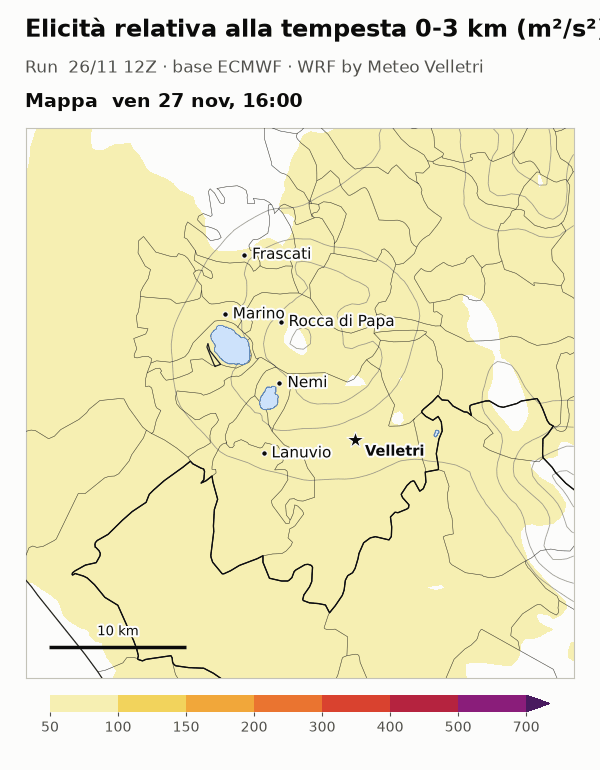 Elicità relativa alla tempesta 0-3 km (m²/s²)
Run  26/11 12Z · base ECMWF · WRF by Meteo Velletri
Mappa  ven 27 nov, 16:00
Frascati
Marino
Rocca di Papa
Nemi
Velletri
Lanuvio
10 km
50 100 150 200 300 400 500 700